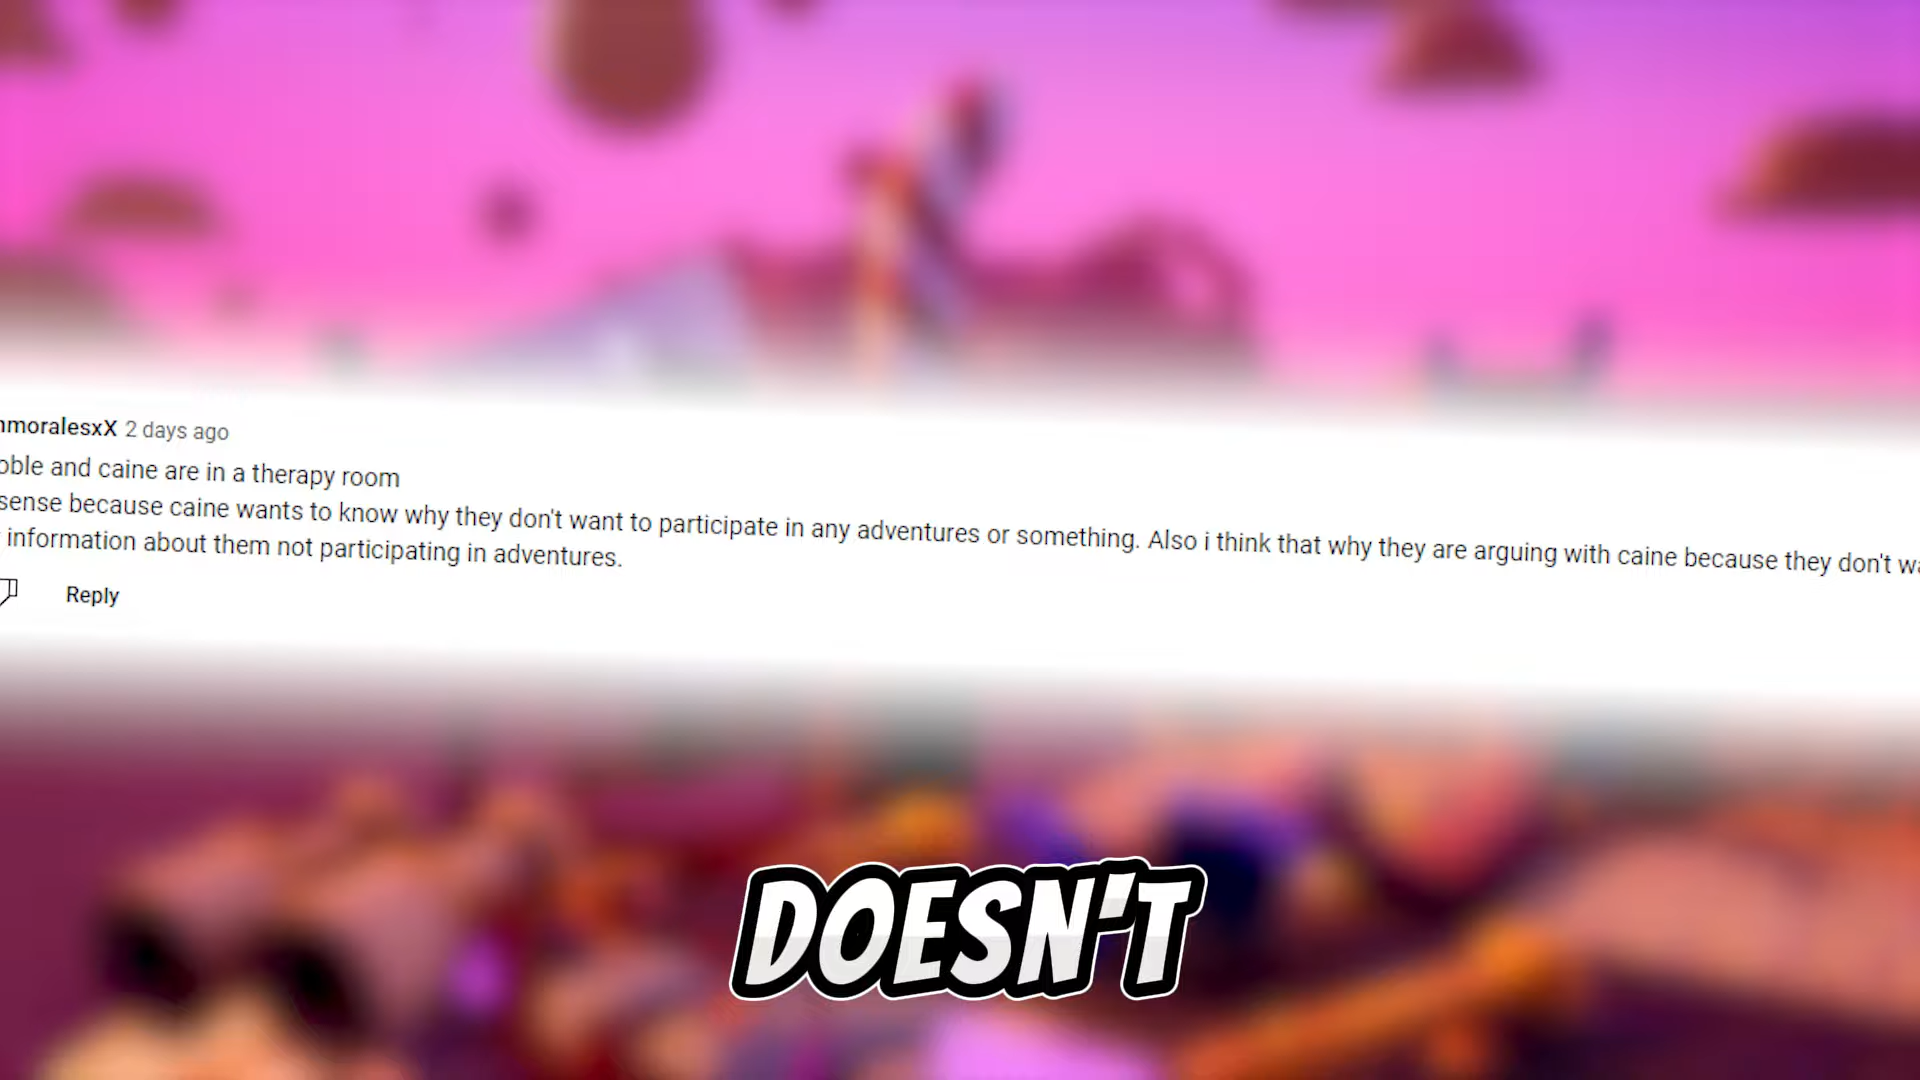 nmoralesxX 2 days ago
oble and caine are in a therapy room
sense because caine wants to know why they don't want to participate in any adventures or something. Also i think that why they are arguing with caine because they don't wa
information about them not participating in adventures.
Reply
DOESN'T